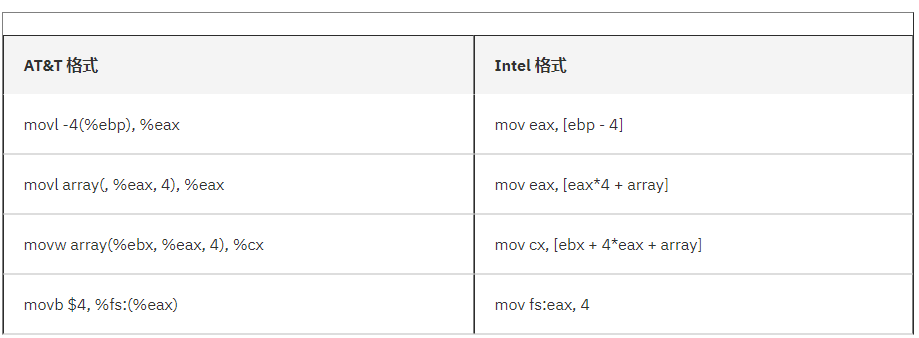 AT&T 格式 Intel 格式
movl -4(%ebp), %eax mov eax, [ebp - 4]
movl array(, %eax, 4), %eax mov eax, [eax*4 + array]
movw array(%ebx, %eax, 4), %cx mov cx, [ebx + 4*eax + array]
movb $4, %fs:(%eax) mov fs:eax, 4